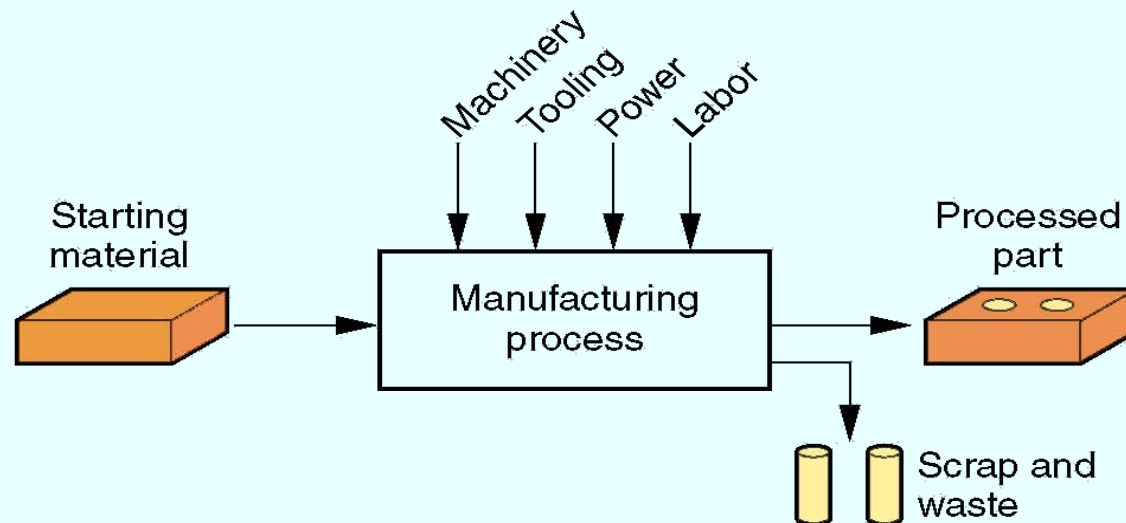 Machinery
Tooling
Power
Labor
Starting
material
Manufacturing
process
Processed
part
Scrap and
waste